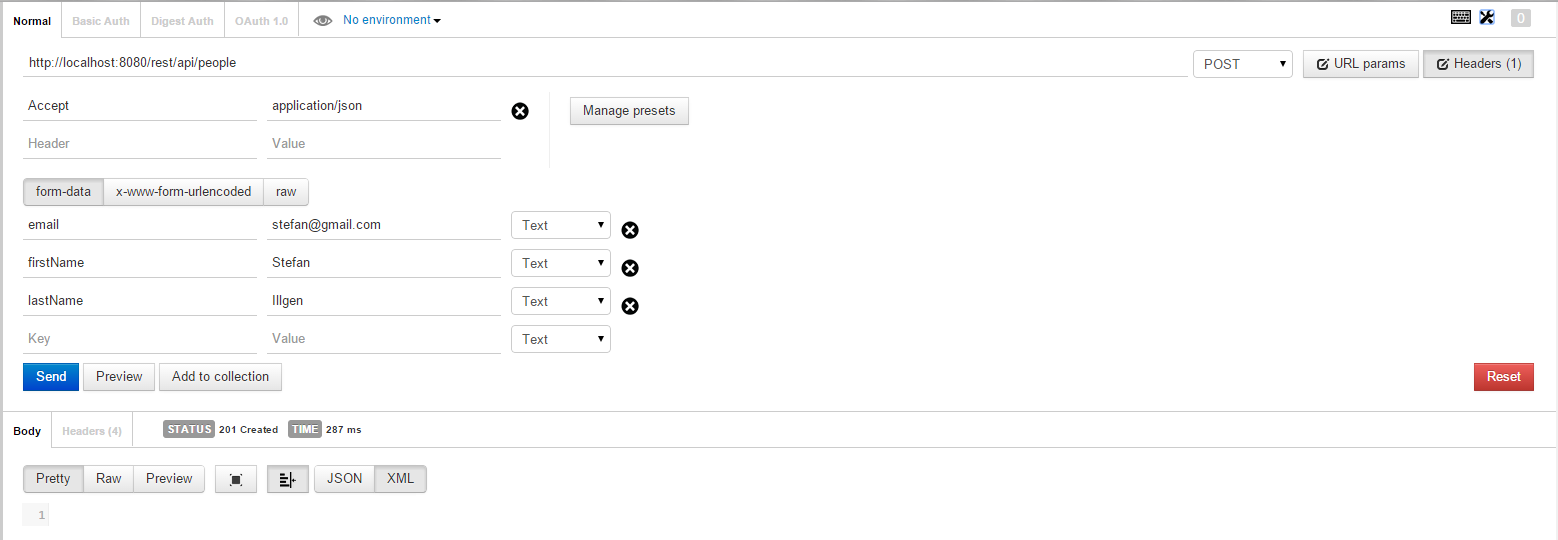 Normal Basic Auth Digest Auth OAuth 1.0 No environment 0
http://localhost:8080/rest/api/people POST URL params Headers (1)
Accept application/json Manage presets
Header Value
form-data x-www-form-urlencoded raw
email stefan@gmail.com Text
firstName Stefan Text
lastName Illgen Text
Key Value Text
Send Preview Add to collection Reset
Body Headers (4) STATUS 201 Created TIME 287 ms
Pretty Raw Preview JSON XML
1